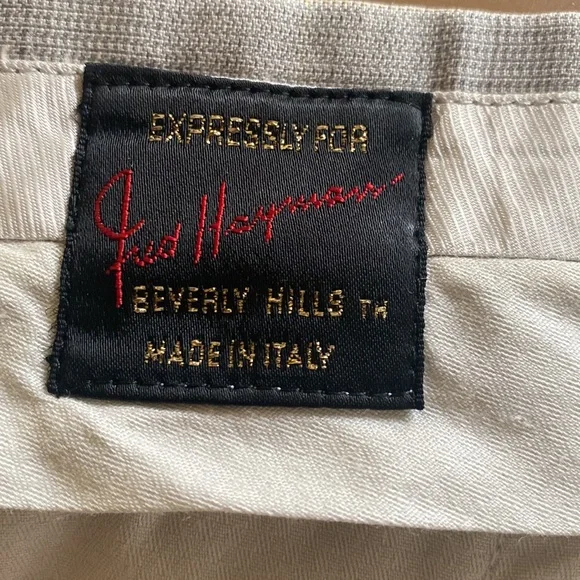 EXPRESSLY FOR
Fred Hayman
BEVERLY HILLS TM
MADE IN ITALY